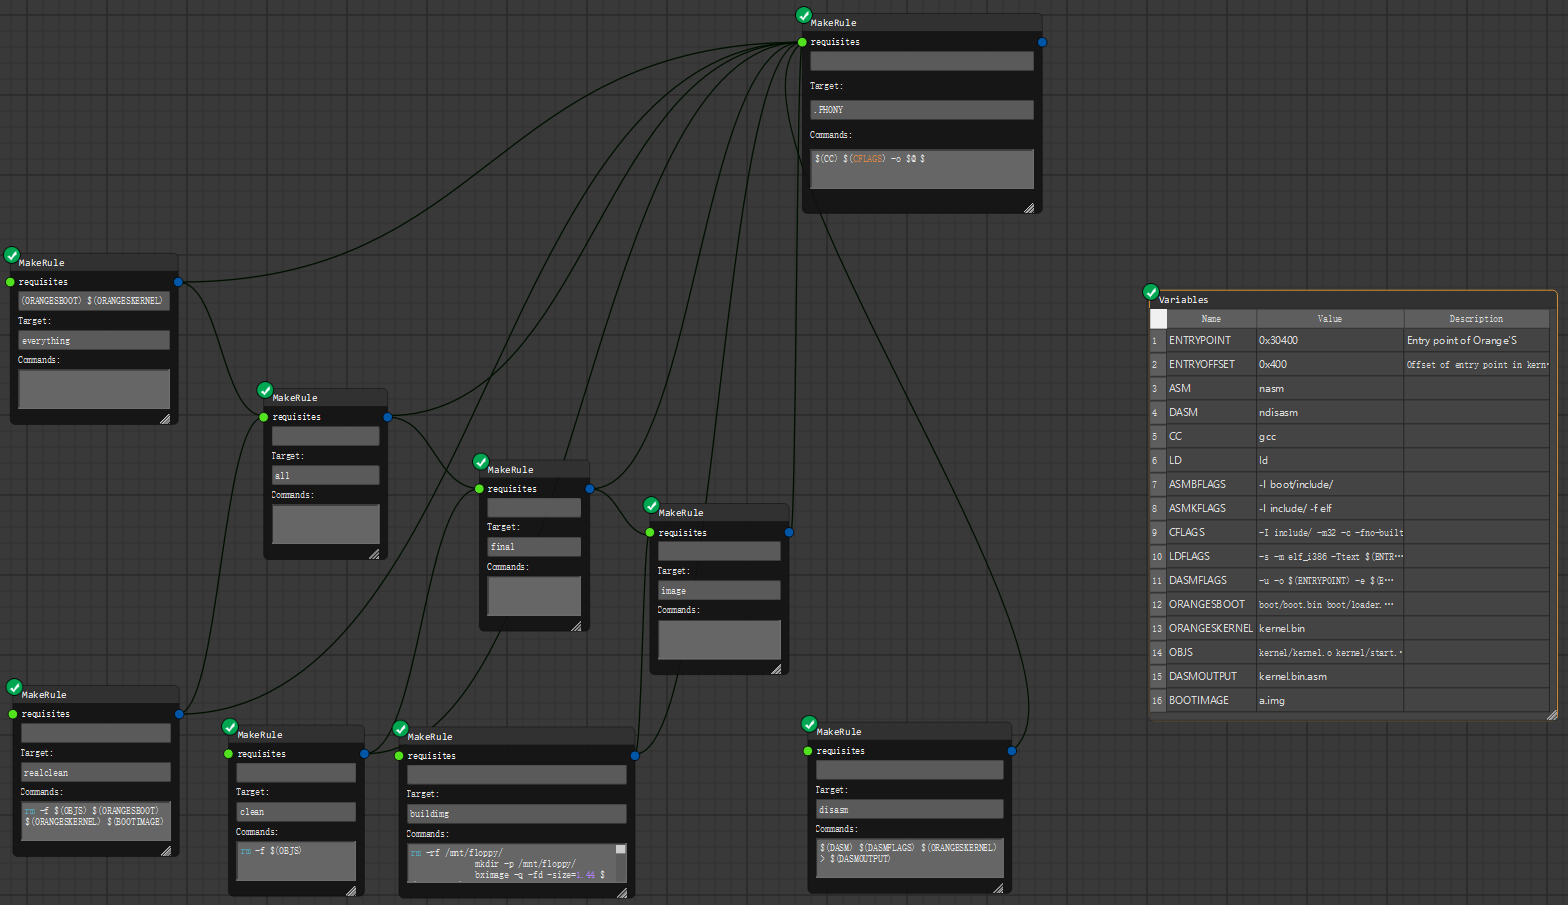 MakeRule
requisites
Target:
.PHONY
Commands:
$(CC) $(CFLAGS) -o $@ $
MakeRule
requisites
(ORANGESBOOT) $(ORANGESKERNEL)
Target:
everything
Commands:
MakeRule
requisites
Target:
all
Commands:
MakeRule
requisites
Target:
final
Commands:
MakeRule
requisites
Target:
image
Commands:
MakeRule
requisites
Target:
realclean
Commands:
rm -f $(OBJS) $(ORANGESBOOT)
$(ORANGESKERNEL) $(BOOTIMAGE)
MakeRule
requisites
Target:
clean
Commands:
rm -f $(OBJS)
MakeRule
requisites
Target:
buildimg
Commands:
rm -rf /mnt/floppy/
mkdir -p /mnt/floppy/
bximage -q -fd -size=1.44 $
MakeRule
requisites
Target:
disasm
Commands:
$(DASM) $(DASMFLAGS) $(ORANGESKERNEL)
> $(DASMOUTPUT)
Variables
Name Value Description
1 ENTRYPOINT 0x30400 Entry point of Orange'S
2 ENTRYOFFSET 0x400 Offset of entry point in kern
3 ASM nasm
4 DASM ndisasm
5 CC gcc
6 LD ld
7 ASMBFLAGS -I boot/include/
8 ASMKFLAGS -I include/ -f elf
9 CFLAGS -I include/ -m32 -c -fno-built
10 LDFLAGS -s -m elf_i386 -Ttext $(ENTR…
11 DASMFLAGS -u -o $(ENTRYPOINT) -e $(E…
12 ORANGESBOOT boot/boot.bin boot/loader.…
13 ORANGESKERNEL kernel.bin
14 OBJS kernel/kernel.o kernel/start.
15 DASMOUTPUT kernel.bin.asm
16 BOOTIMAGE a.img